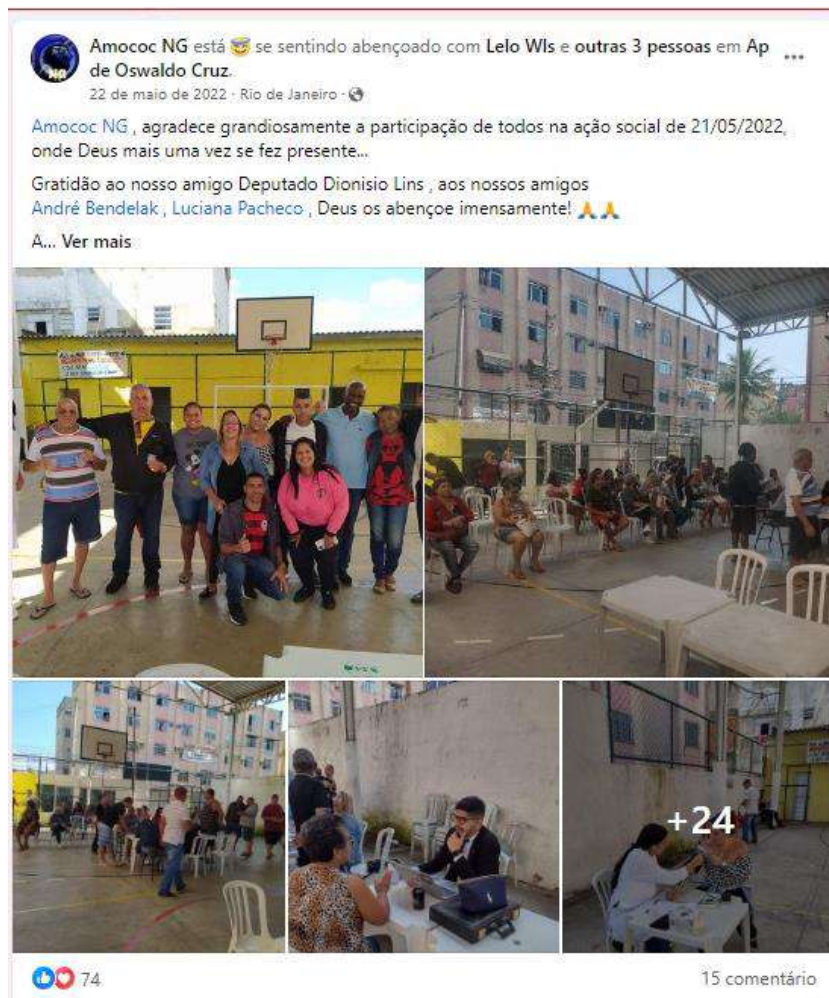 Amococ NG está se sentindo abençoado com Lelo Wls e outras 3 pessoas em Ap
de Oswaldo Cruz.
22 de maio de 2022 · Rio de Janeiro ·
Amococ NG , agradece grandiosamente a participação de todos na ação social de 21/05/2022,
onde Deus mais uma vez se fez presente...
Gratidão ao nosso amigo Deputado Dionisio Lins , aos nossos amigos
André Bendelak , Luciana Pacheco , Deus os abençoe imensamente! 🙏🙏
A... Ver mais
+24
74
15 comentário